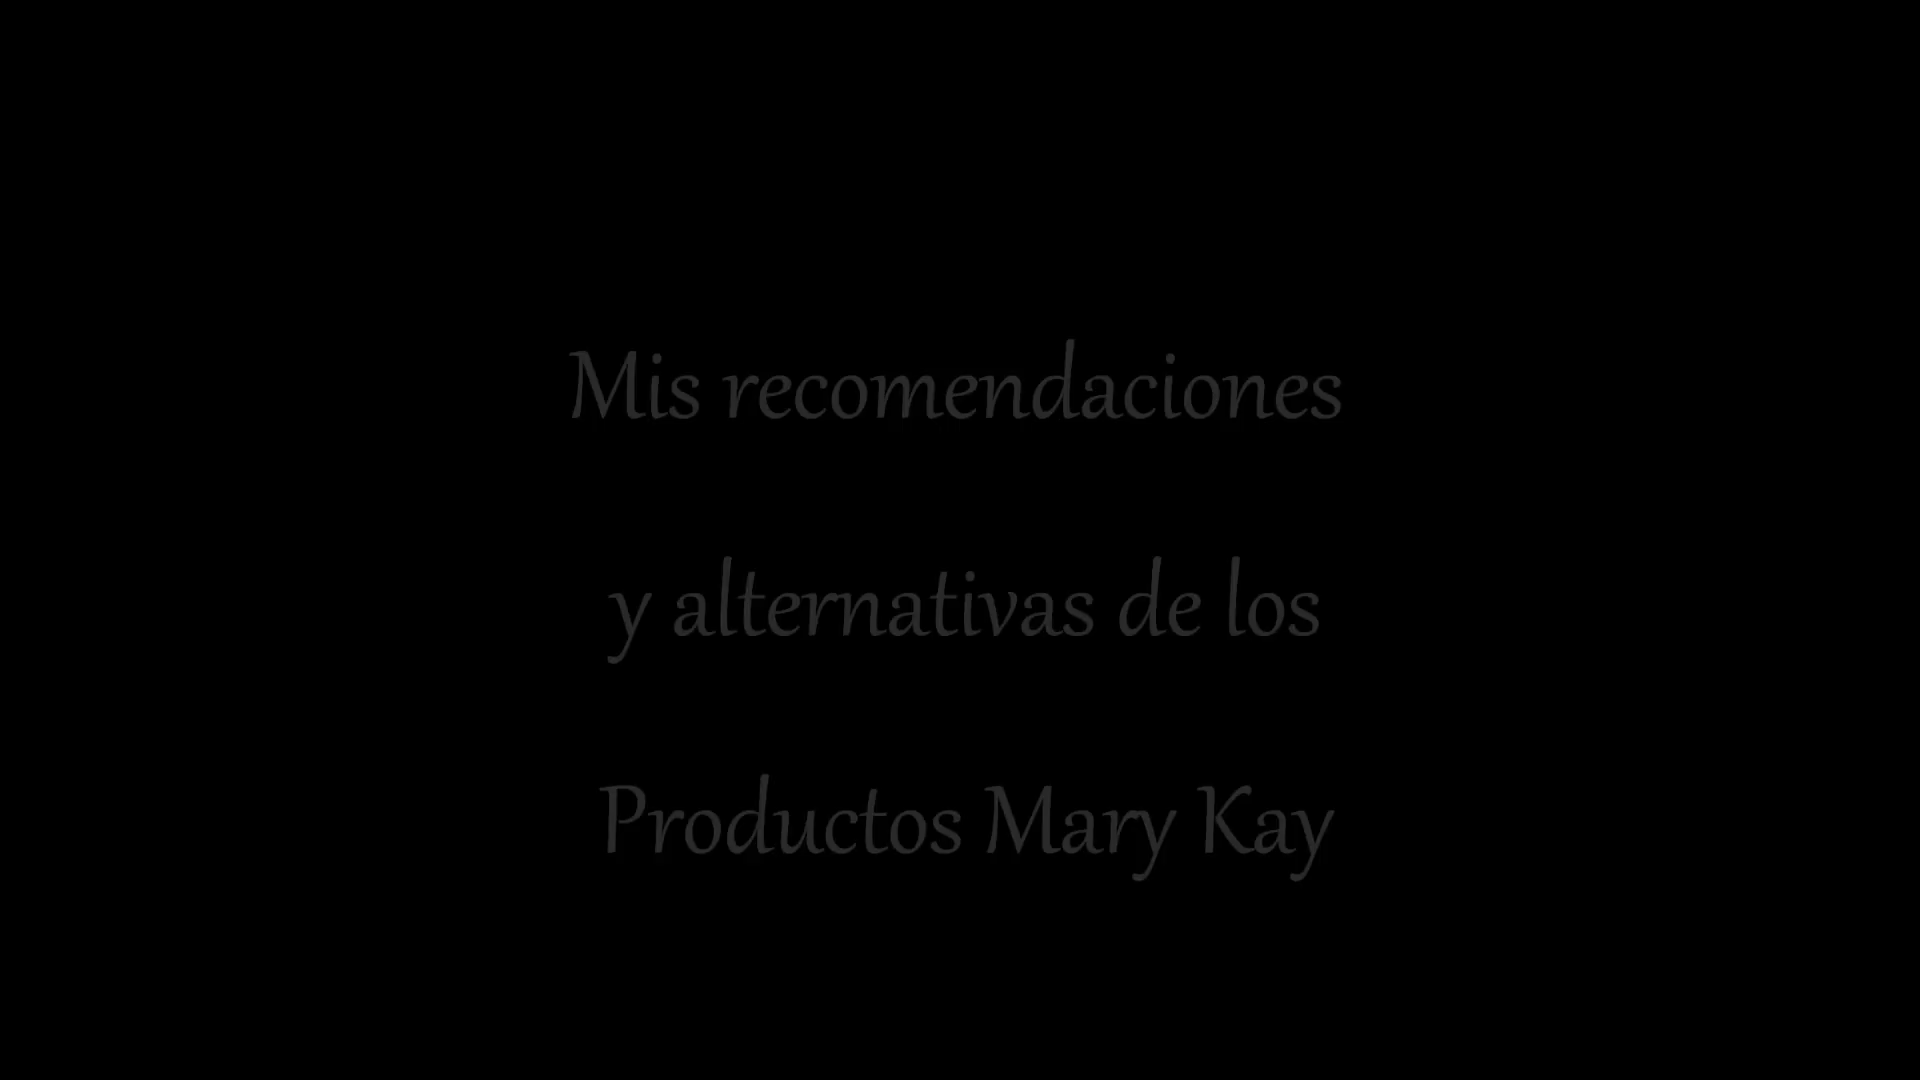 Mis recomendaciones
y alternativas de los
Productos Mary Kay